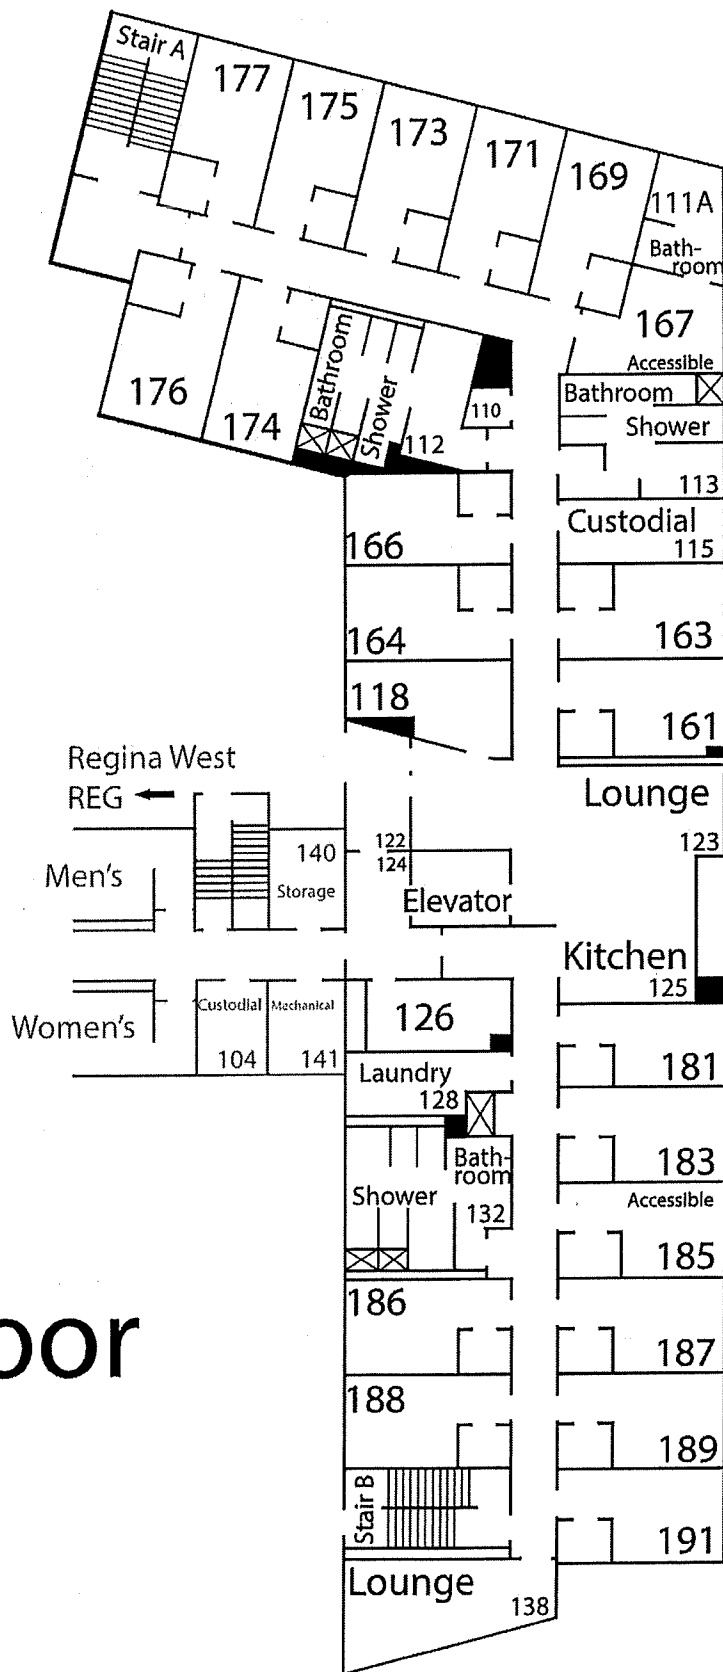 Stair A
177
175
173
171
169
111A
Bath-
room
167
Accessible
176
174
Bathroom
Shower
112
110
Bathroom
Shower
113
Custodial
115
166
164
163
118
161
Regina West
REG
Lounge
123
122
124
140
Storage
Men's
Elevator
Kitchen
125
Women's
Custodial
104
Mechanical
141
126
Laundry
128
181
Bath-
room
183
Accessible
Shower
132
185
186
187
188
189
Stair B
191
Lounge
138
oor